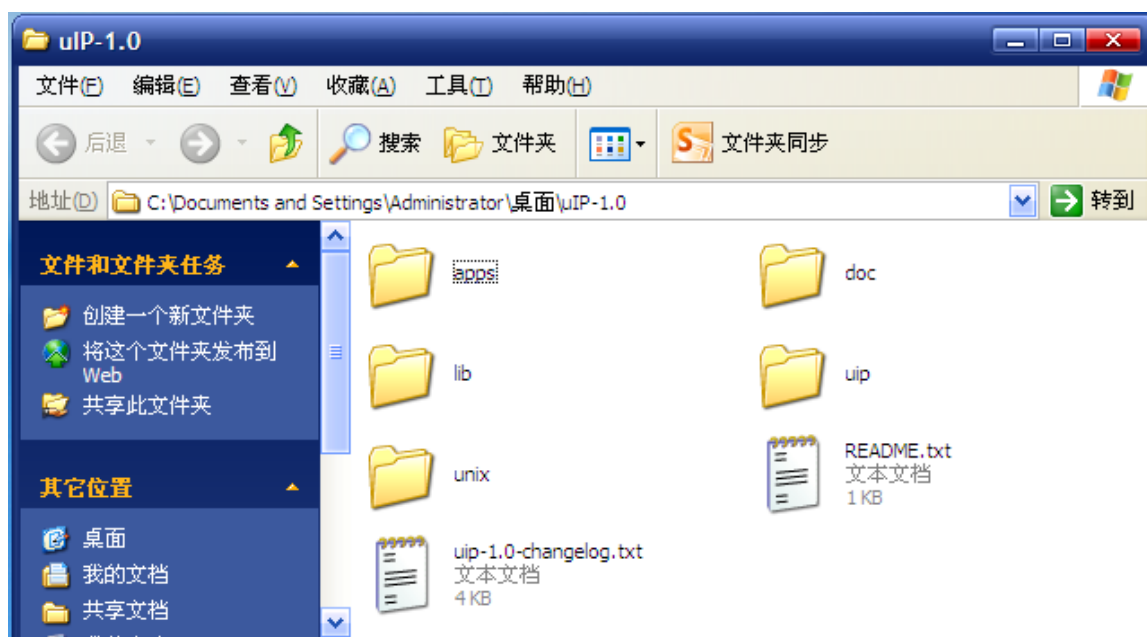 uIP-1.0
文件(F) 编辑(E) 查看(V) 收藏(A) 工具(T) 帮助(H)
后退 搜索 文件夹 文件夹同步
地址(D) C:\Documents and Settings\Administrator\桌面\uIP-1.0 转到
文件和文件夹任务
创建一个新文件夹
将这个文件夹发布到
Web
共享此文件夹
其它位置
桌面
我的文档
共享文档
apps
doc
lib
uip
unix
README.txt
文本文档
1 KB
uip-1.0-changelog.txt
文本文档
4 KB